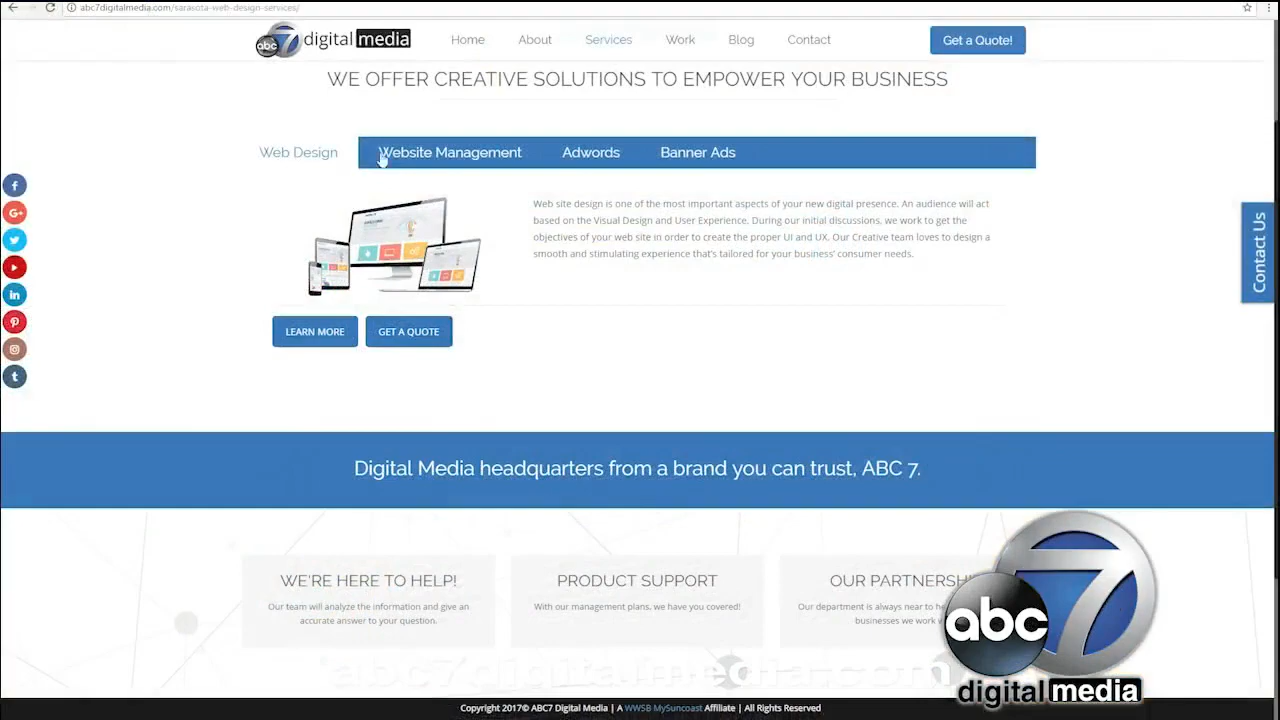 abc7digitalmedia.com/sarasota-web-design-services/
abc 7 digital media
Home About Services Work Blog Contact
Get a Quote!
WE OFFER CREATIVE SOLUTIONS TO EMPOWER YOUR BUSINESS
Web Design Website Management Adwords Banner Ads
Web site design is one of the most important aspects of your new digital presence. An audience will act
based on the Visual Design and User Experience. During our initial discussions, we work to get the
objectives of your web site in order to create the proper UI and UX. Our Creative team loves to design a
smooth and stimulating experience that's tailored for your business' consumer needs.
Contact Us
LEARN MORE GET A QUOTE
Digital Media headquarters from a brand you can trust, ABC 7.
WE'RE HERE TO HELP!
Our team will analyze the information and give an
accurate answer to your question.
PRODUCT SUPPORT
With our management plans, we have you covered!
OUR
Our department is always near to
businesses we work
abc 7
digital media
abc7digitalmedia.com
Copyright 2017© ABC7 Digital Media | A WWSB MySuncoast Affiliate | All Rights Reserved